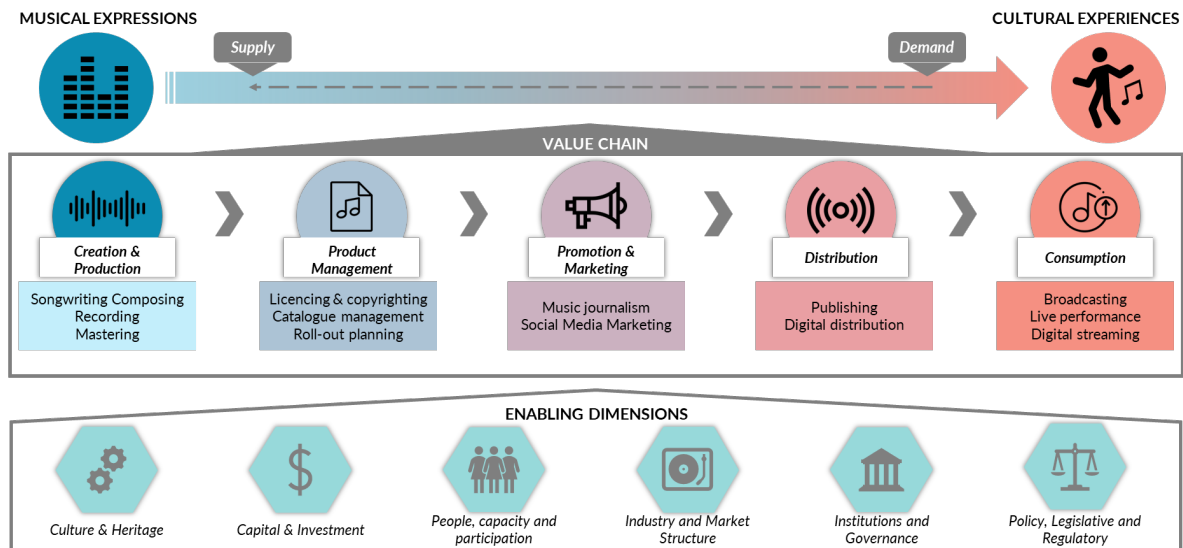 MUSICAL EXPRESSIONS
CULTURAL EXPERIENCES
Supply
Demand
VALUE CHAIN
Creation &
Production
Product
Management
Promotion &
Marketing
Distribution
Consumption
Songwriting Composing
Recording
Mastering
Licencing & copyrighting
Catalogue management
Roll-out planning
Music journalism
Social Media Marketing
Publishing
Digital distribution
Broadcasting
Live performance
Digital streaming
ENABLING DIMENSIONS
Culture & Heritage
Capital & Investment
People, capacity and
participation
Industry and Market
Structure
Institutions and
Governance
Policy, Legislative and
Regulatory